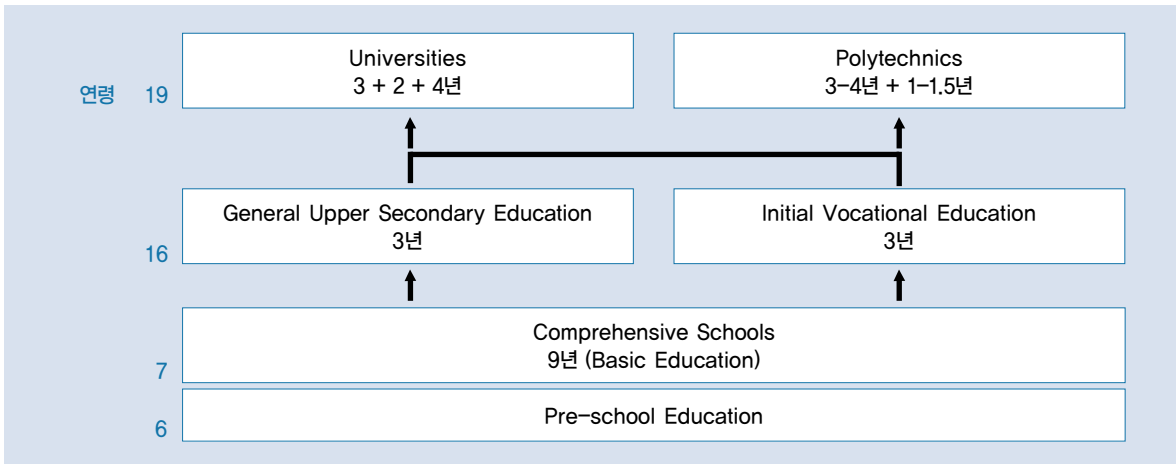 Universities
3 + 2 + 4년
Polytechnics
3-4년 + 1-1.5년
연령 19
General Upper Secondary Education
3년
Initial Vocational Education
3년
16
Comprehensive Schools
9년 (Basic Education)
7
Pre-school Education
6